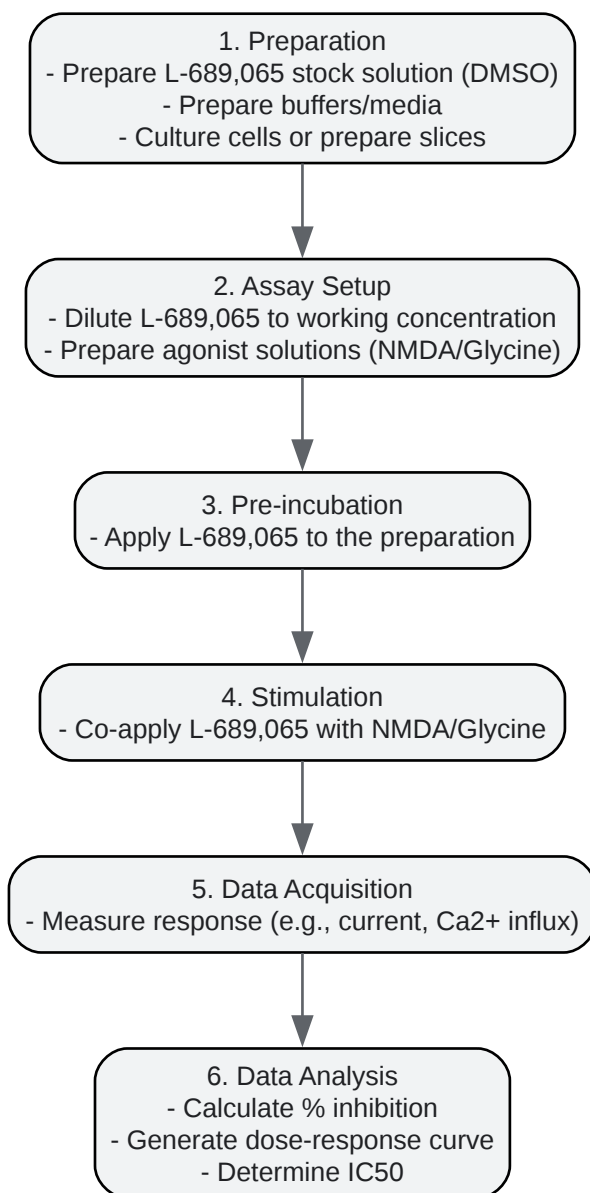 1. Preparation
- Prepare L-689,065 stock solution (DMSO)
- Prepare buffers/media
- Culture cells or prepare slices
2. Assay Setup
- Dilute L-689,065 to working concentration
- Prepare agonist solutions (NMDA/Glycine)
3. Pre-incubation
- Apply L-689,065 to the preparation
4. Stimulation
- Co-apply L-689,065 with NMDA/Glycine
5. Data Acquisition
- Measure response (e.g., current, Ca2+ influx)
6. Data Analysis
- Calculate % inhibition
- Generate dose-response curve
- Determine IC50